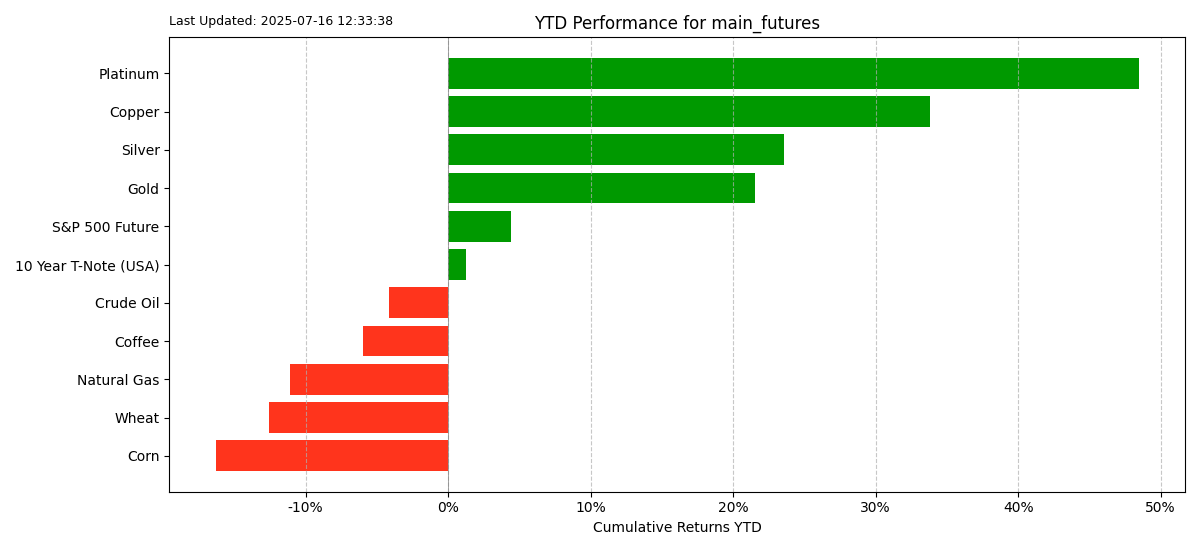 Last Updated: 2025-07-16 12:33:38
YTD Performance for main_futures
Platinum
Copper
Silver
Gold
S&P 500 Future
10 Year T-Note (USA)
Crude Oil
Coffee
Natural Gas
Wheat
Corn
-10% 0% 10% 20% 30% 40% 50%
Cumulative Returns YTD